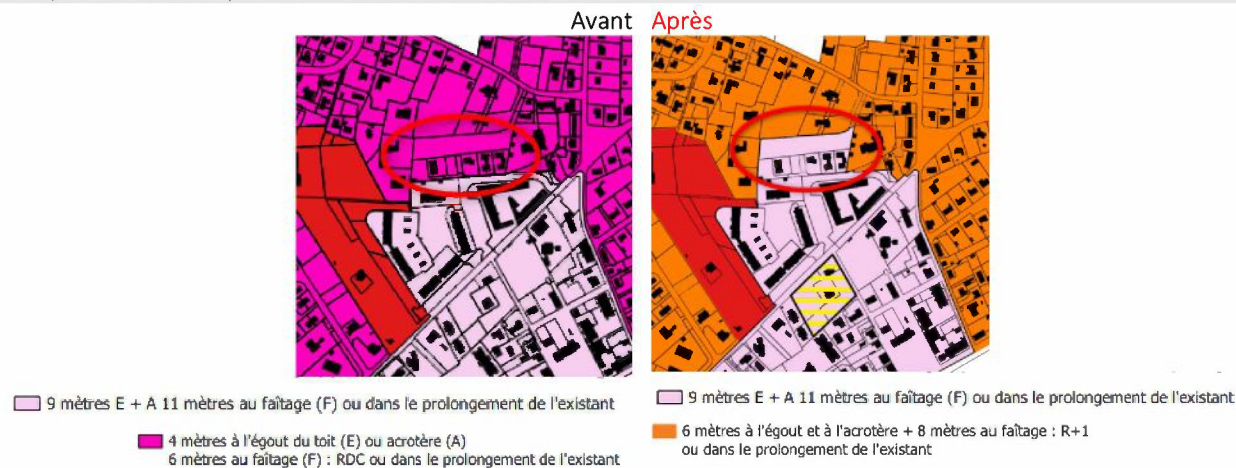 Avant Après
9 mètres E + A 11 mètres au faîtage (F) ou dans le prolongement de l'existant
4 mètres à l'égout du toit (E) ou acrotère (A)
6 mètres au faîtage (F) : RDC ou dans le prolongement de l'existant
9 mètres E + A 11 mètres au faîtage (F) ou dans le prolongement de l'existant
6 mètres à l'égout et à l'acrotère + 8 mètres au faîtage : R+1
ou dans le prolongement de l'existant